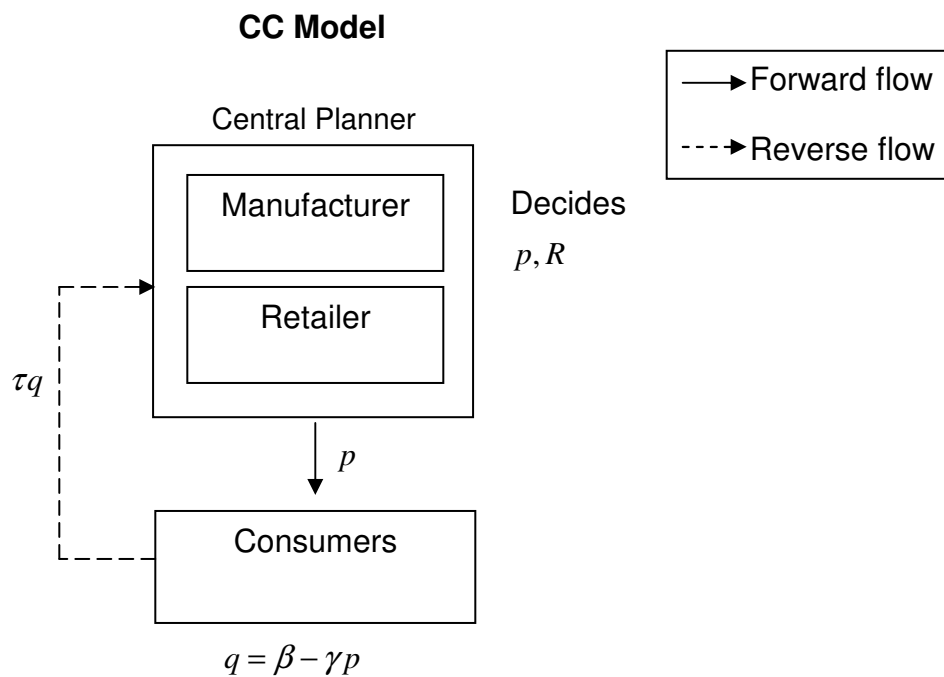 CC Model
Forward flow
Reverse flow
Central Planner
Manufacturer
Decides
p, R
Retailer
τq
p
Consumers
q = β − γp